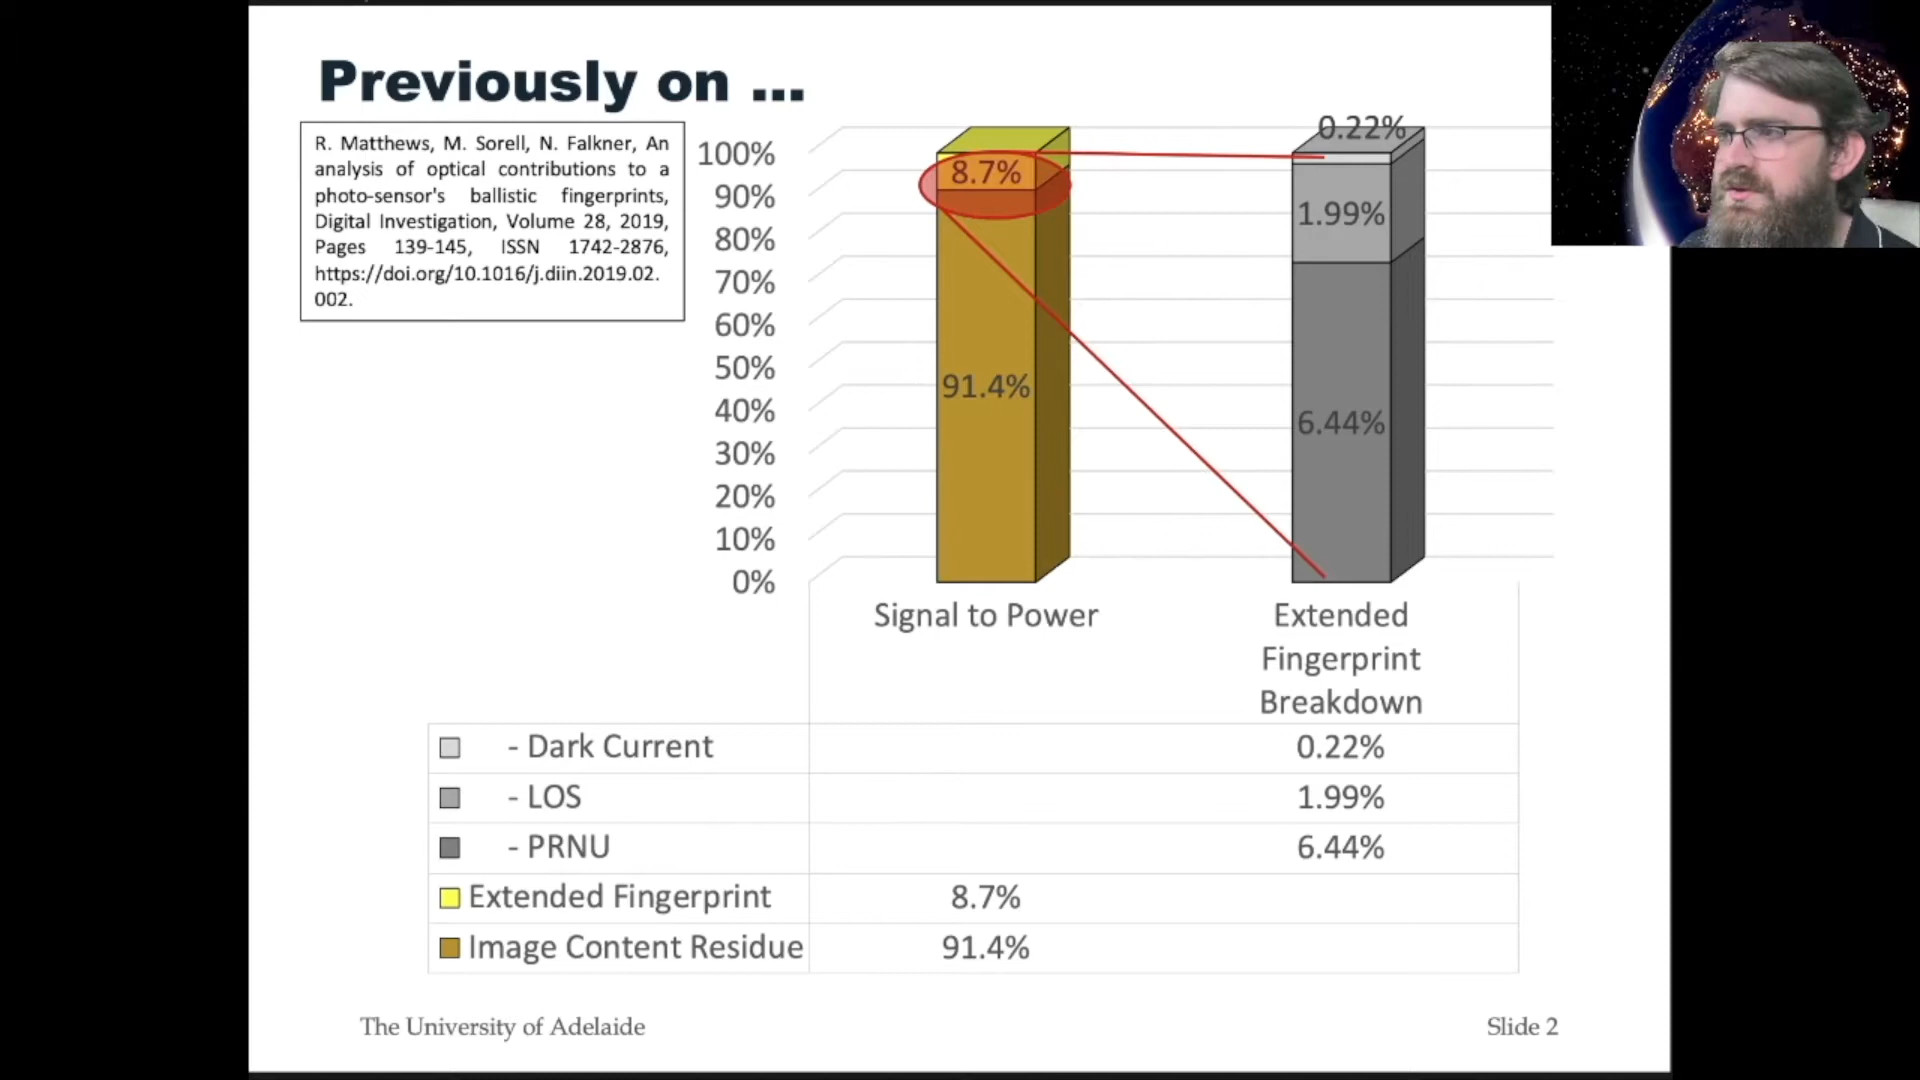 Previously on ...
R. Matthews, M. Sorell, N. Falkner, An
analysis of optical contributions to a
photo-sensor's ballistic fingerprints,
Digital Investigation, Volume 28, 2019,
Pages 139-145, ISSN 1742-2876,
https://doi.org/10.1016/j.diin.2019.02.
002.
100%
90%
80%
70%
60%
50%
40%
30%
20%
10%
0%
8.7%
91.4%
0.22%
1.99%
6.44%
Signal to Power
Extended
Fingerprint
Breakdown
- Dark Current 0.22%
- LOS 1.99%
- PRNU 6.44%
Extended Fingerprint 8.7%
Image Content Residue 91.4%
The University of Adelaide
Slide 2